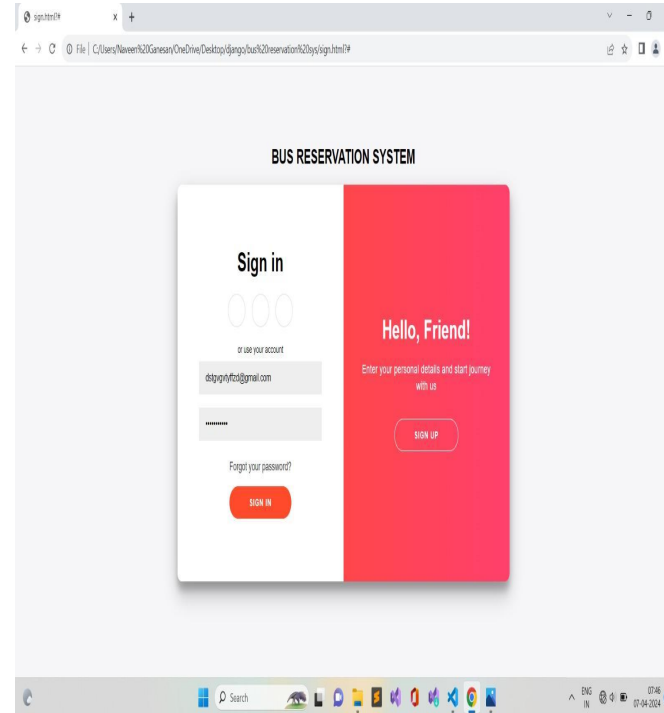 sign.html?#
File | C:/Users/Naveen%20Ganesan/OneDrive/Desktop/django/bus%20reservation%20sys/sign.html?#
BUS RESERVATION SYSTEM
Sign in
or use your account
dstgvgvtyffzd@gmail.com
Forgot your password?
SIGN IN
Hello, Friend!
Enter your personal details and start journey
with us
SIGN UP
Search
ENG
IN
07:46
07-04-2024